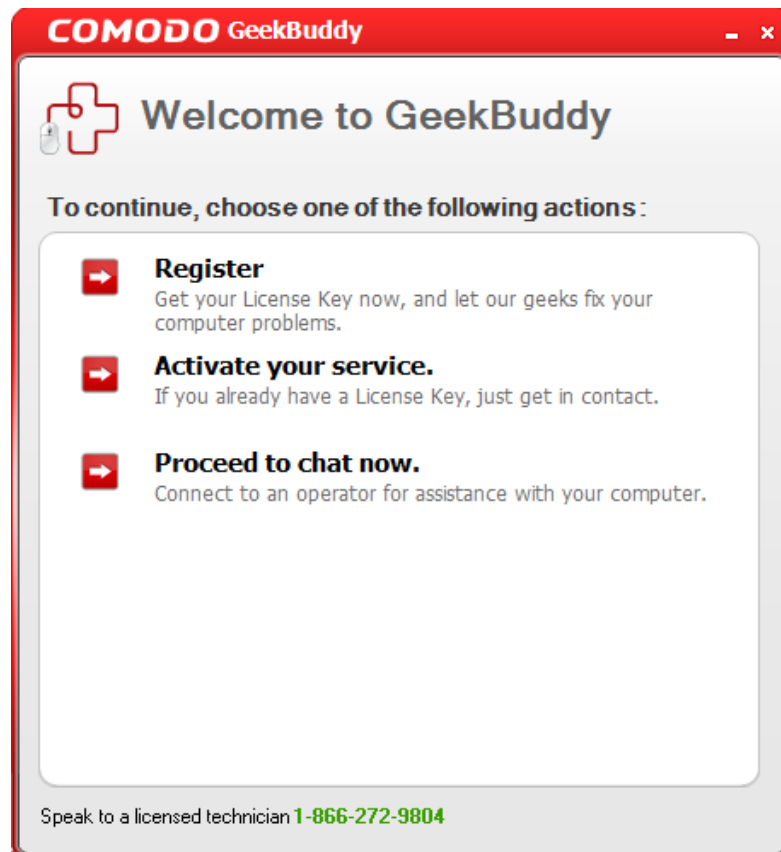 COMODO GeekBuddy
Welcome to GeekBuddy
To continue, choose one of the following actions:
Register
Get your License Key now, and let our geeks fix your
computer problems.
Activate your service.
If you already have a License Key, just get in contact.
Proceed to chat now.
Connect to an operator for assistance with your computer.
Speak to a licensed technician 1-866-272-9804